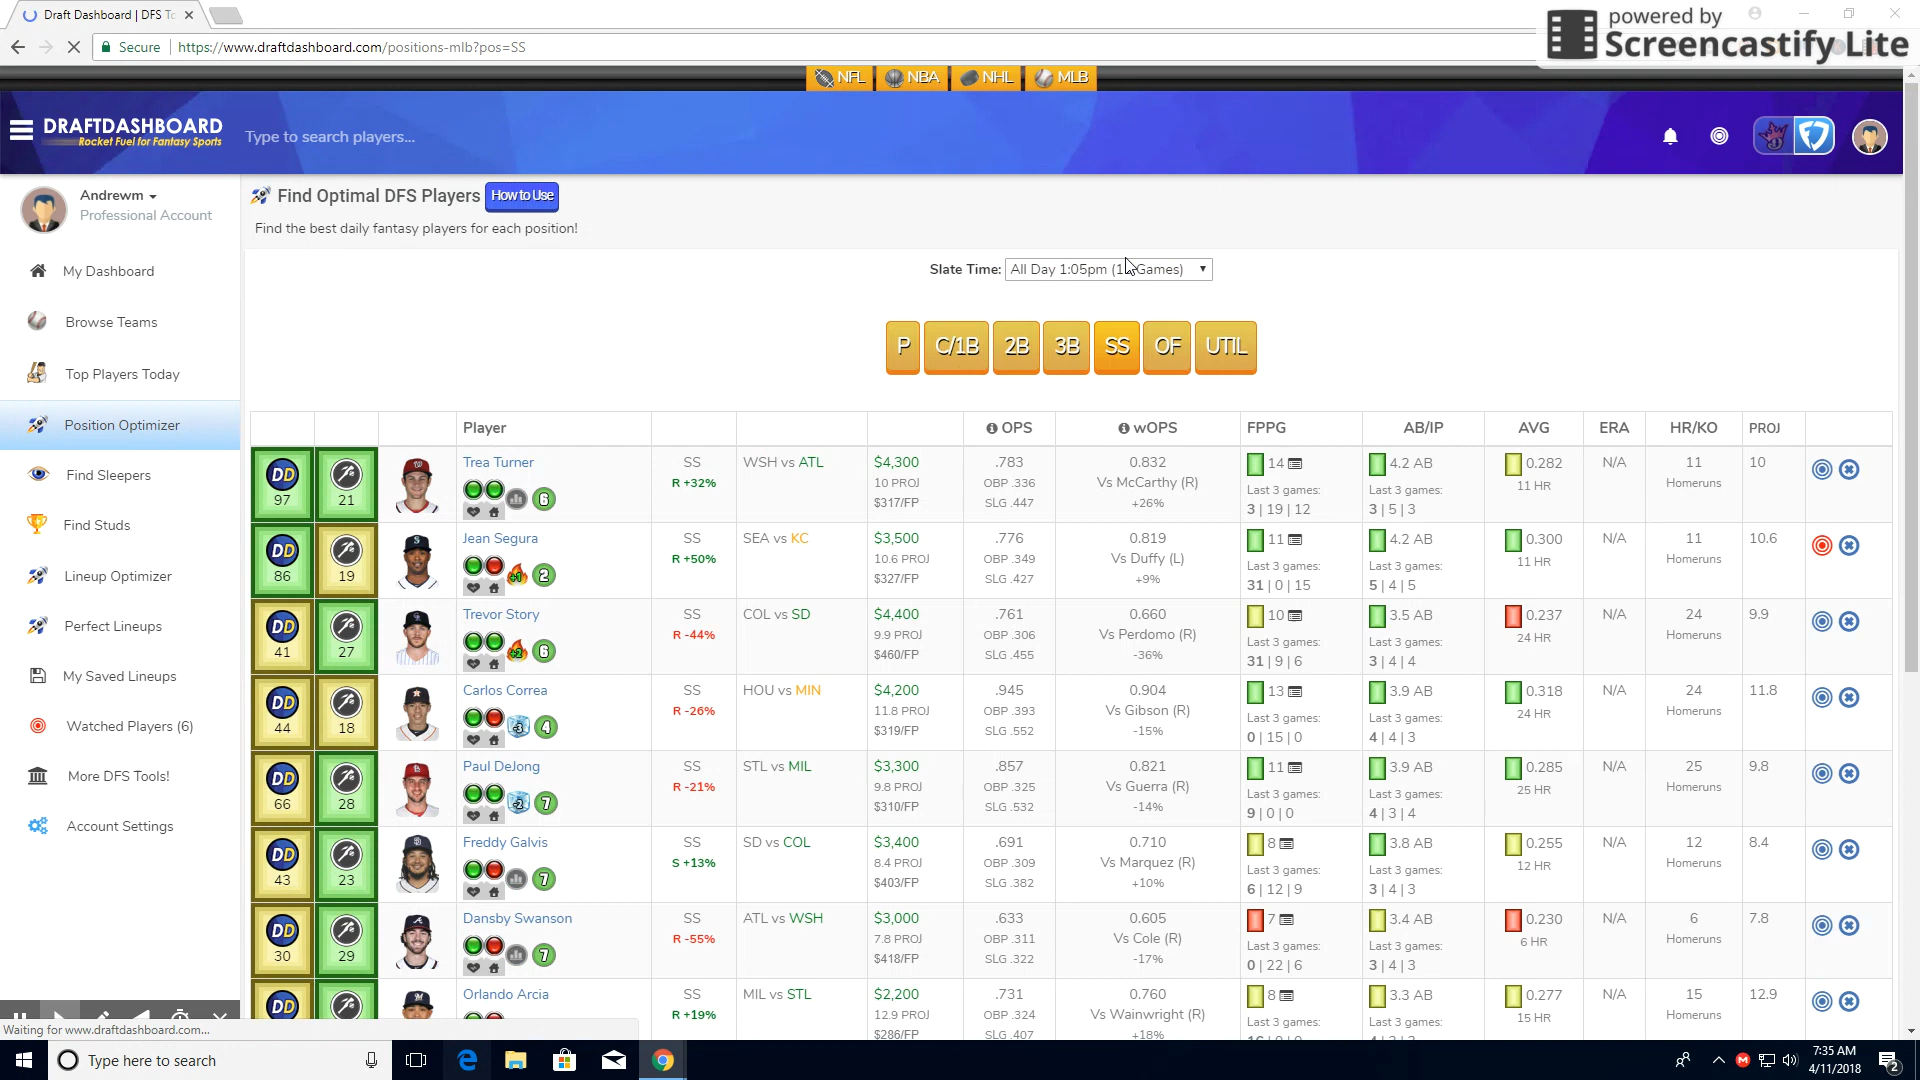 Draft Dashboard | DFS To
powered by
Screencastify Lite
Secure
https://www.draftdashboard.com/positions-mlb?pos=SS
NFL NBA NHL MLB
DRAFTDASHBOARD
Rocket Fuel for Fantasy Sports
Type to search players...
Andrewm
Professional Account
My Dashboard
Browse Teams
Top Players Today
Position Optimizer
Find Sleepers
Find Studs
Lineup Optimizer
Perfect Lineups
My Saved Lineups
Watched Players (6)
More DFS Tools!
Account Settings
Find Optimal DFS Players How to Use
Find the best daily fantasy players for each position!
Slate Time: All Day 1:05pm (1 Games)
P C/1B 2B 3B SS OF UTIL
Player OPS wOPS FPPG AB/IP AVG ERA HR/KO PROJ
DD Trea Turner SS WSH vs ATL $4,300 .783 0.832 14 4.2 AB 0.282 N/A 11 10
97 21 6 R +32% 10 PROJ OBP .336 Vs McCarthy (R) Last 3 games: Last 3 games: 11 HR Homeruns
$317/FP SLG .447 +26% 3 | 19 | 12 3 | 5 | 3
DD Jean Segura SS SEA vs KC $3,500 .776 0.819 11 4.2 AB 0.300 N/A 11 10.6
86 19 +1 2 R +50% 10.6 PROJ OBP .349 Vs Duffy (L) Last 3 games: Last 3 games: 11 HR Homeruns
$327/FP SLG .427 +9% 31 | 0 | 15 5 | 4 | 5
DD Trevor Story SS COL vs SD $4,400 .761 0.660 10 3.5 AB 0.237 N/A 24 9.9
41 27 +2 6 R -44% 9.9 PROJ OBP .306 Vs Perdomo (R) Last 3 games: Last 3 games: 24 HR Homeruns
$460/FP SLG .455 -36% 31 | 9 | 6 3 | 4 | 4
DD Carlos Correa SS HOU vs MIN $4,200 .945 0.904 13 3.9 AB 0.318 N/A 24 11.8
44 18 -3 4 R -26% 11.8 PROJ OBP .393 Vs Gibson (R) Last 3 games: Last 3 games: 24 HR Homeruns
$319/FP SLG .552 -15% 0 | 15 | 0 4 | 4 | 3
DD Paul DeJong SS STL vs MIL $3,300 .857 0.821 11 3.9 AB 0.285 N/A 25 9.8
66 28 -2 7 R -21% 9.8 PROJ OBP .325 Vs Guerra (R) Last 3 games: Last 3 games: 25 HR Homeruns
$310/FP SLG .532 -14% 9 | 0 | 0 4 | 3 | 4
DD Freddy Galvis SS SD vs COL $3,400 .691 0.710 8 3.8 AB 0.255 N/A 12 8.4
43 23 7 S +13% 8.4 PROJ OBP .309 Vs Marquez (R) Last 3 games: Last 3 games: 12 HR Homeruns
$403/FP SLG .382 +10% 6 | 12 | 9 3 | 4 | 3
DD Dansby Swanson SS ATL vs WSH $3,000 .633 0.605 7 3.4 AB 0.230 N/A 6 7.8
30 29 7 R -55% 7.8 PROJ OBP .311 Vs Cole (R) Last 3 games: Last 3 games: 6 HR Homeruns
$418/FP SLG .322 -17% 0 | 22 | 6 3 | 4 | 3
DD Orlando Arcia SS MIL vs STL $2,200 .731 0.760 8 3.3 AB 0.277 N/A 15 12.9
R +19% 12.9 PROJ OBP .324 Vs Wainwright (R) Last 3 games: Last 3 games: 15 HR Homeruns
$286/FP SLG .407 +18%
Waiting for www.draftdashboard.com...
Type here to search
7:35 AM
4/11/2018
2